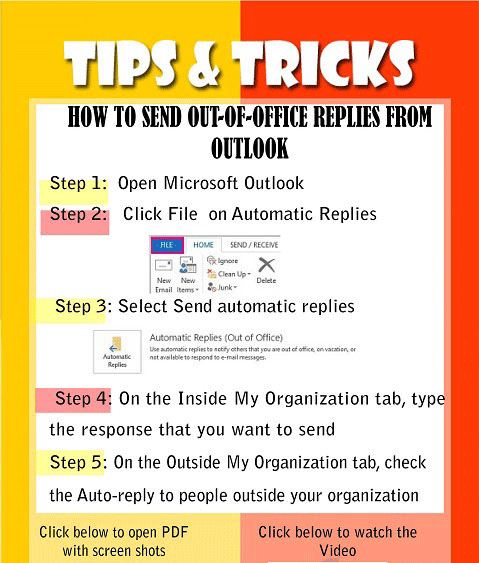 TIPS & TRICKS
HOW TO SEND OUT-OF-OFFICE REPLIES FROM
OUTLOOK
Step 1: Open Microsoft Outlook
Step 2: Click File on Automatic Replies
FILE HOME SEND / RECEIVE
Ignore
Clean Up
Junk
New
Email
New
Items
Delete
Step 3: Select Send automatic replies
Automatic
Replies
Automatic Replies (Out of Office)
Use automatic replies to notify others that you are out of office, on vacation, or
not available to respond to e-mail messages.
Step 4: On the Inside My Organization tab, type
the response that you want to send
Step 5: On the Outside My Organization tab, check
the Auto-reply to people outside your organization
Click below to open PDF
with screen shots
Click below to watch the
Video